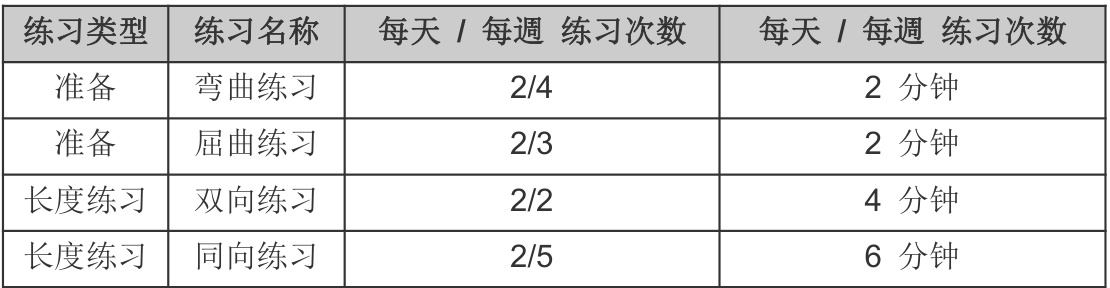 练习类型 练习名称 每天 / 每週 练习次数 每天 / 每週 练习次数
准备 弯曲练习 2/4 2 分钟
准备 屈曲练习 2/3 2 分钟
长度练习 双向练习 2/2 4 分钟
长度练习 同向练习 2/5 6 分钟